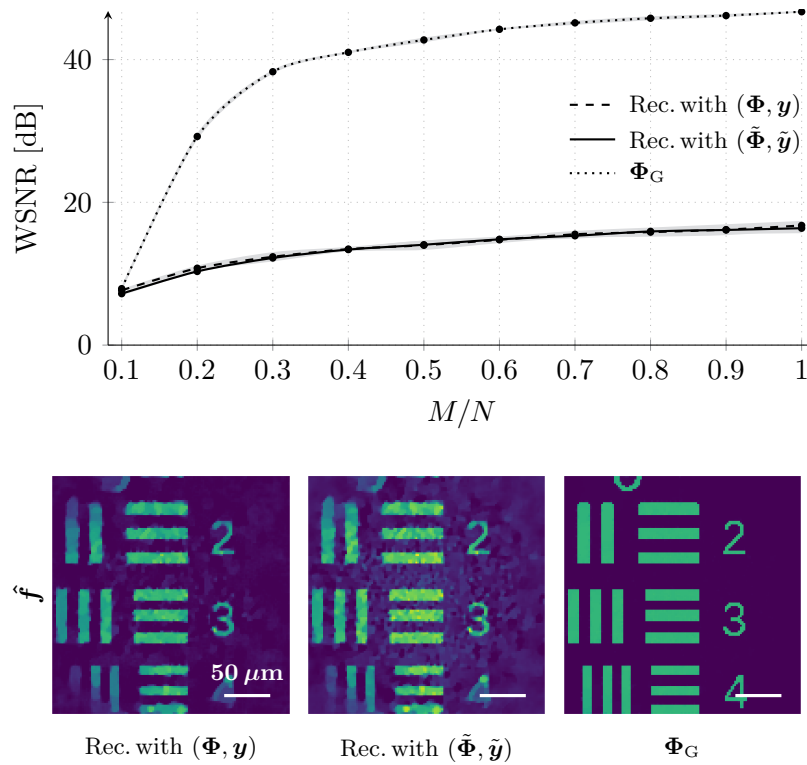 40
20
0
WSNR [dB]
Rec. with (Φ, y)
Rec. with (Φ̃, ỹ)
Φ_G
0.1 0.2 0.3 0.4 0.5 0.6 0.7 0.8 0.9 1
M/N
f̂
2
3
4
50 μm
2
3
4
2
3
4
Rec. with (Φ, y)
Rec. with (Φ̃, ỹ)
Φ_G